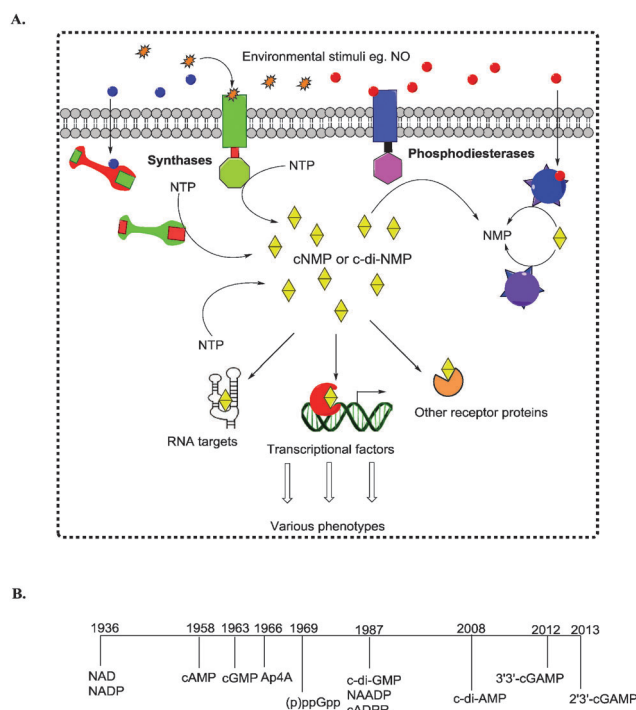 A.
Environmental stimuli eg. NO
Synthases
NTP
Phosphodiesterases
NTP
NMP
cNMP or c-di-NMP
NTP
RNA targets
Transcriptional factors
Other receptor proteins
Various phenotypes
B.
1936 1958 1963 1966 1969 1987 2008 2012 2013
NAD cAMP cGMP Ap4A c-di-GMP 3'3'-cGAMP
NADP (p)ppGpp NAADP c-di-AMP 2'3'-cGAMP
cADPR